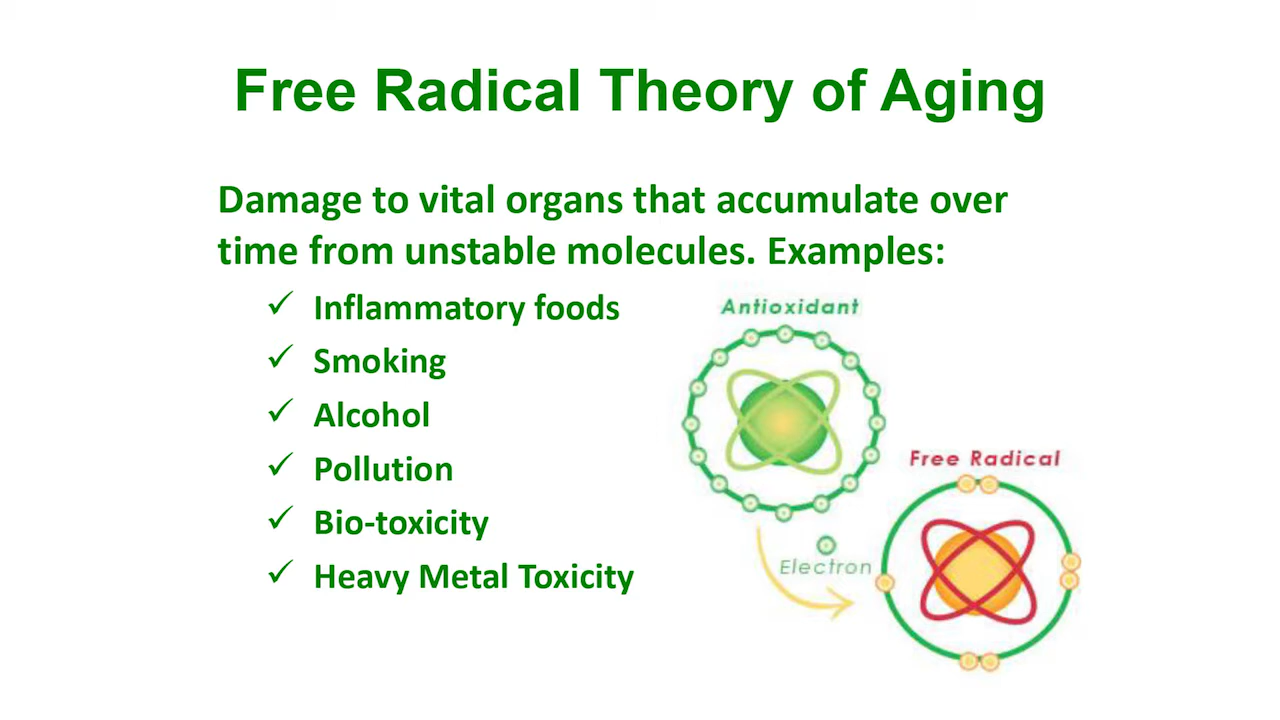 Free Radical Theory of Aging
Damage to vital organs that accumulate over
time from unstable molecules. Examples:
✓ Inflammatory foods
✓ Smoking
✓ Alcohol
✓ Pollution
✓ Bio-toxicity
✓ Heavy Metal Toxicity
Antioxidant
Free Radical
Electron